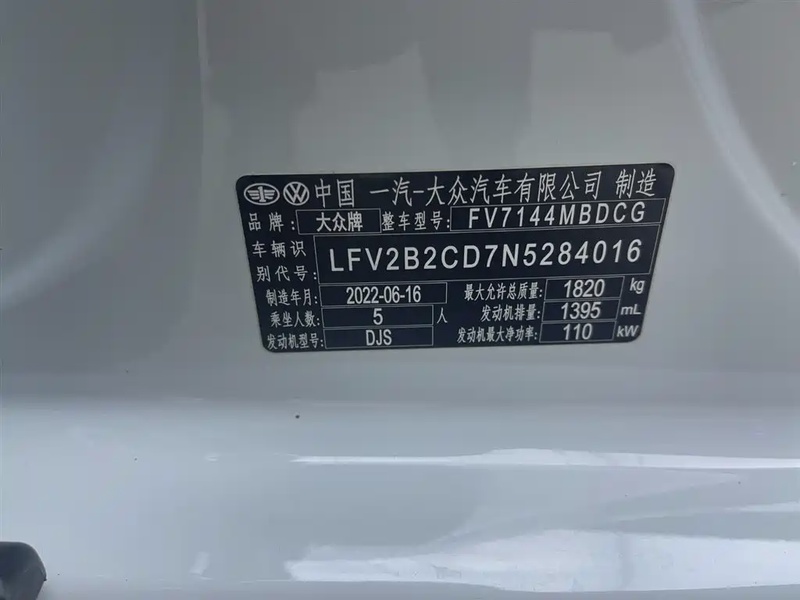 中国 一汽-大众汽车有限公司 制造
品牌: 大众牌 整车型号: FV7144MBDCG
车辆识别代号: LFV2B2CD7N5284016
制造年月: 2022-06-16 最大允许总质量: 1820 kg
乘坐人数: 5 人 发动机排量: 1395 mL
发动机型号: DJS 发动机最大净功率: 110 kW